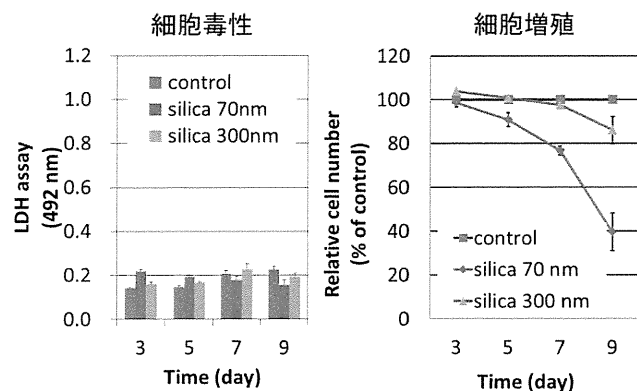 細胞毒性
LDH assay
(492 nm)
1.2
1.0
0.8
0.6
0.4
0.2
0.0
control
silica 70nm
silica 300nm
3 5 7 9
Time (day)
細胞増殖
Relative cell number
(% of control)
120
100
80
60
40
20
0
control
silica 70 nm
silica 300 nm
3 5 7 9
Time (day)